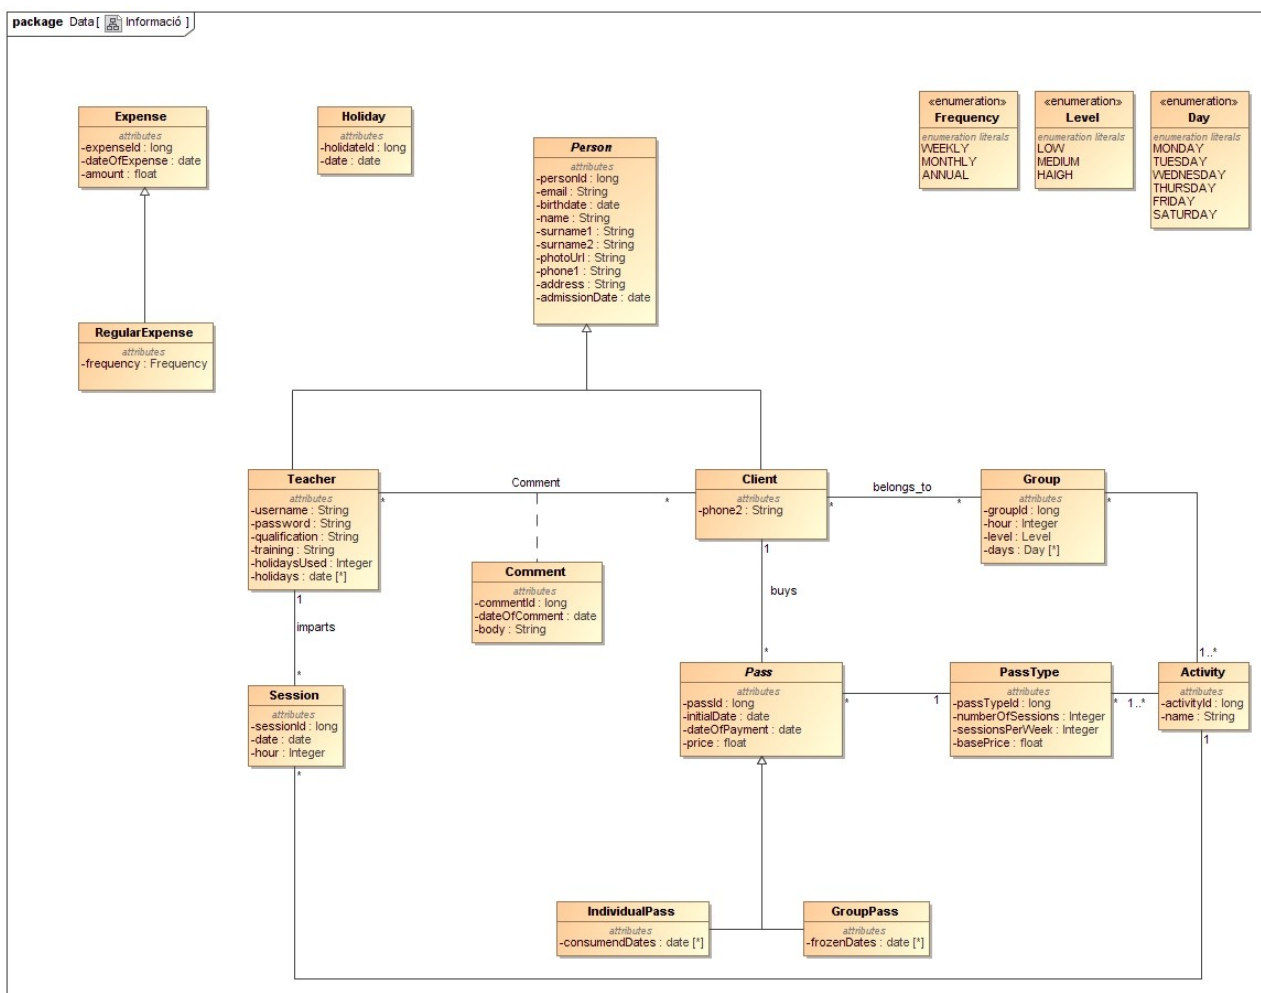 package Data[ Informació ]
Expense
attributes
-expenseId : long
-dateOfExpense : date
-amount : float
Holiday
attributes
-holidateId : long
-date : date
Person
attributes
-personId : long
-email : String
-birthdate : date
-name : String
-surname1 : String
-surname2 : String
-photoUrl : String
-phone1 : String
-address : String
-admissionDate : date
«enumeration»
Frequency
enumeration literals
WEEKLY
MONTHLY
ANNUAL
«enumeration»
Level
enumeration literals
LOW
MEDIUM
HAIGH
«enumeration»
Day
enumeration literals
MONDAY
TUESDAY
WEDNESDAY
THURSDAY
FRIDAY
SATURDAY
RegularExpense
attributes
-frequency : Frequency
Teacher
attributes
-username : String
-password : String
-qualification : String
-training : String
-holidaysUsed : Integer
-holidays : date [*]
*
Comment
*
Client
attributes
-phone2 : String
*
belongs_to
*
Group
attributes
-groupId : long
-hour : Integer
-level : Level
-days : Day [*]
*
Comment
attributes
-commentId : long
-dateOfComment : date
-body : String
1
imparts
*
1
buys
*
1..*
Session
attributes
-sessionId : long
-date : date
-hour : Integer
*
Pass
attributes
-passId : long
-initialDate : date
-dateOfPayment : date
-price : float
*
1
PassType
attributes
-passTypeId : long
-numberOfSessions : Integer
-sessionsPerWeek : Integer
-basePrice : float
*
1..*
Activity
attributes
-activityId : long
-name : String
1
IndividualPass
attributes
-consumendDates : date [*]
GroupPass
attributes
-frozenDates : date [*]